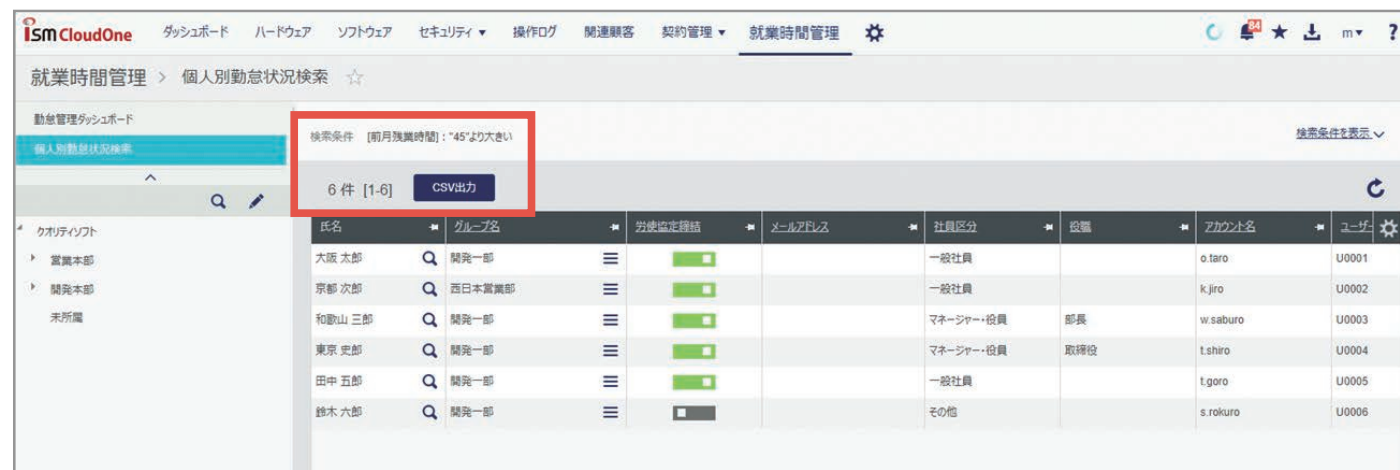 ism CloudOne ダッシュボード ハードウェア ソフトウェア セキュリティ ▼ 操作ログ 関連顧客 契約管理 ▼ 就業時間管理 84 m ▼ ?
就業時間管理 > 個人別勤怠状況検索 ☆
勤怠管理ダッシュボード
個人別勤怠状況検索
検索条件 [前月残業時間] : "45"より大きい 検索条件を表示
6 件 [1-6] CSV出力
クオリティソフト
営業本部
開発本部
未所属
氏名 グループ名 労使協定締結 メールアドレス 社員区分 役職 アカウント名 ユーザー
大阪 太郎 開発一部 一般社員 o.taro U0001
京都 次郎 西日本営業部 一般社員 k.jiro U0002
和歌山 三郎 開発一部 マネージャー・役員 部長 w.saburo U0003
東京 史郎 開発一部 マネージャー・役員 取締役 t.shiro U0004
田中 五郎 開発一部 一般社員 t.goro U0005
鈴木 六郎 開発一部 その他 s.rokuro U0006